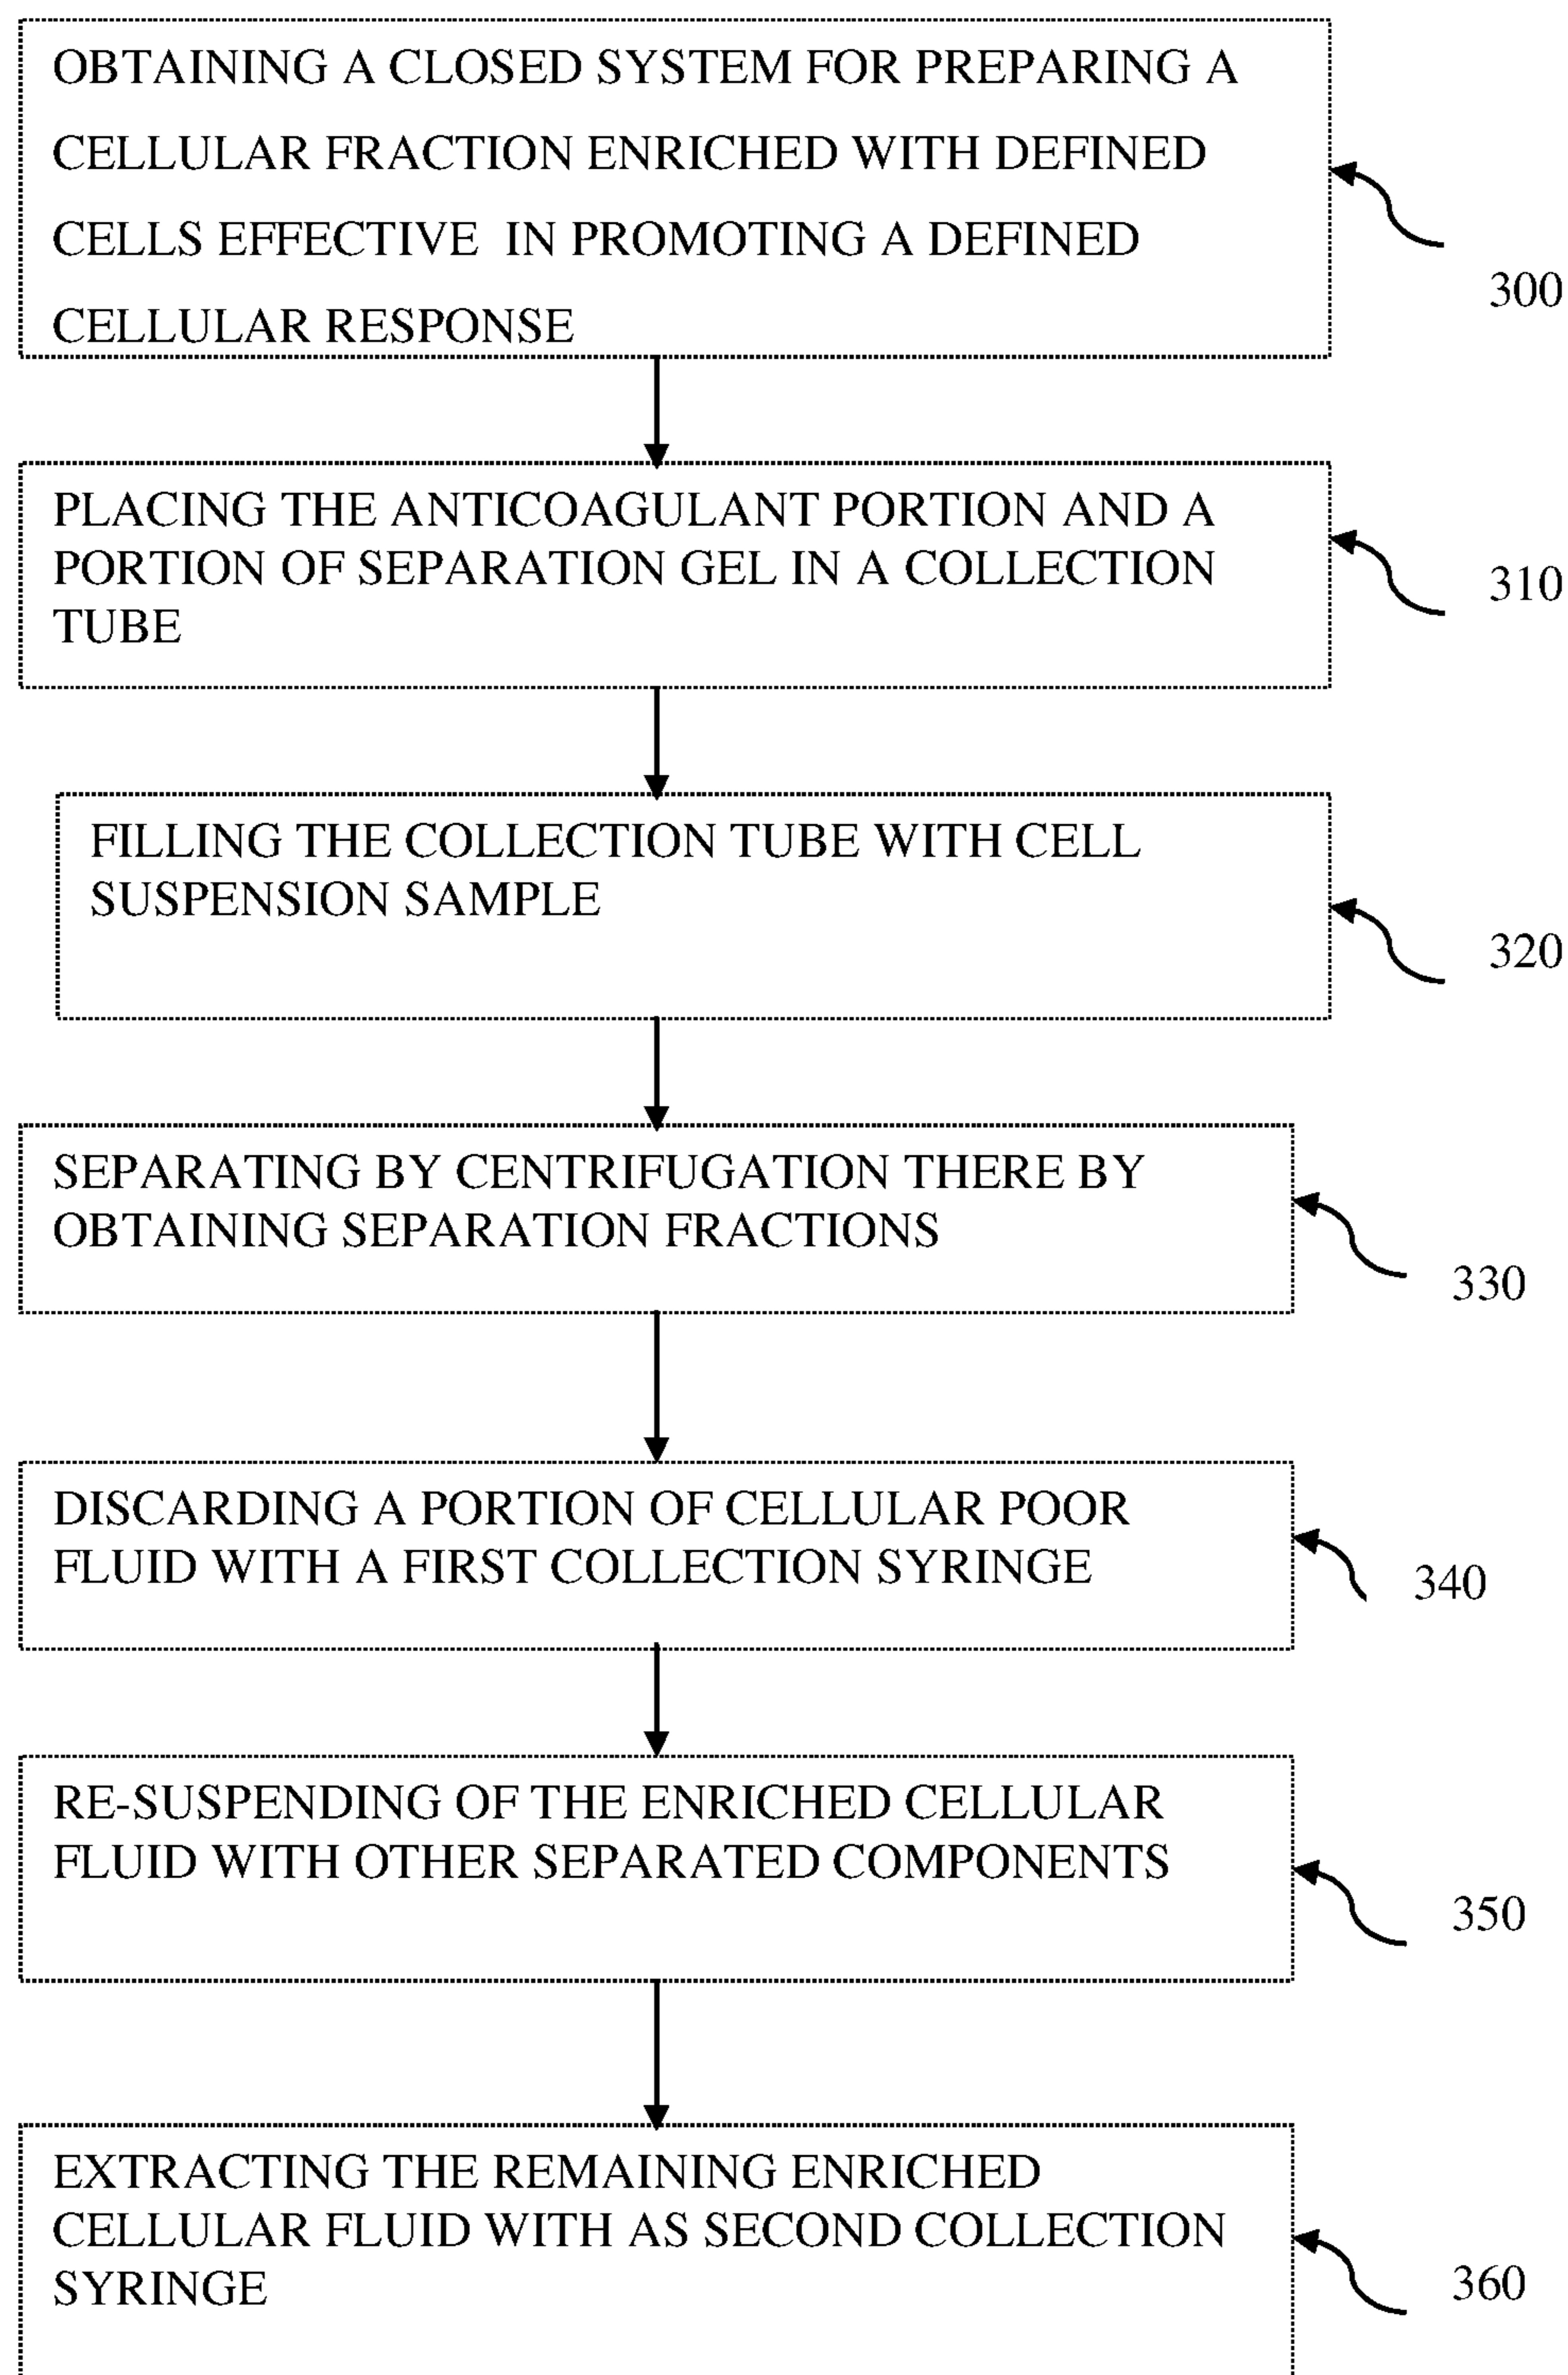 OBTAINING A CLOSED SYSTEM FOR PREPARING A
CELLULAR FRACTION ENRICHED WITH DEFINED
CELLS EFFECTIVE IN PROMOTING A DEFINED
CELLULAR RESPONSE
300
PLACING THE ANTICOAGULANT PORTION AND A
PORTION OF SEPARATION GEL IN A COLLECTION
TUBE
310
FILLING THE COLLECTION TUBE WITH CELL
SUSPENSION SAMPLE
320
SEPARATING BY CENTRIFUGATION THERE BY
OBTAINING SEPARATION FRACTIONS
330
DISCARDING A PORTION OF CELLULAR POOR
FLUID WITH A FIRST COLLECTION SYRINGE
340
RE-SUSPENDING OF THE ENRICHED CELLULAR
FLUID WITH OTHER SEPARATED COMPONENTS
350
EXTRACTING THE REMAINING ENRICHED
CELLULAR FLUID WITH AS SECOND COLLECTION
SYRINGE
360